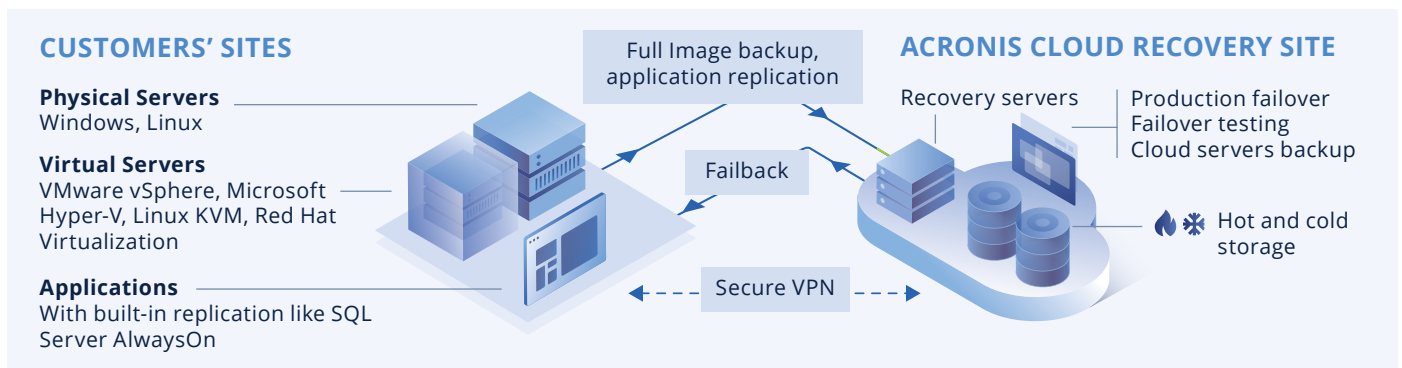 CUSTOMERS’ SITES
Physical Servers
Windows, Linux
Virtual Servers
VMware vSphere, Microsoft
Hyper-V, Linux KVM, Red Hat
Virtualization
Applications
With built-in replication like SQL
Server AlwaysOn
Full Image backup,
application replication
Failback
Secure VPN
ACRONIS CLOUD RECOVERY SITE
Recovery servers
Production failover
Failover testing
Cloud servers backup
Hot and cold
storage